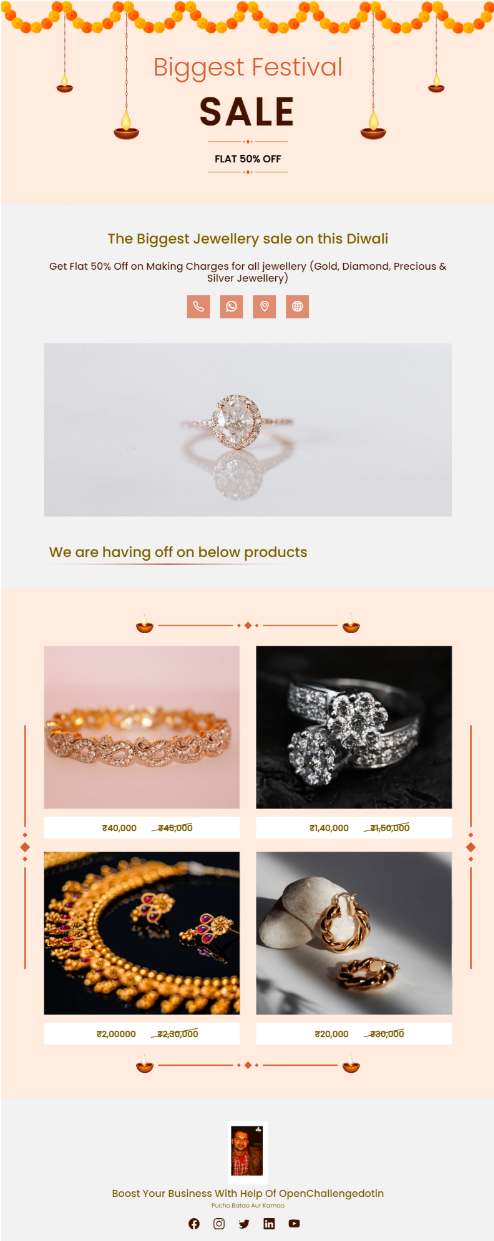 Biggest Festival
SALE
FLAT 50% OFF
The Biggest Jewellery sale on this Diwali
Get Flat 50% Off on Making Charges for all jewellery (Gold, Diamond, Precious &
Silver Jewellery)
We are having off on below products
₹40,000 ₹45,000
₹1,40,000 ₹1,50,000
₹2,00000 ₹2,30,000
₹20,000 ₹30,000
Boost Your Business With Help Of OpenChallengedotin
Pucho Batao Aur Kamao